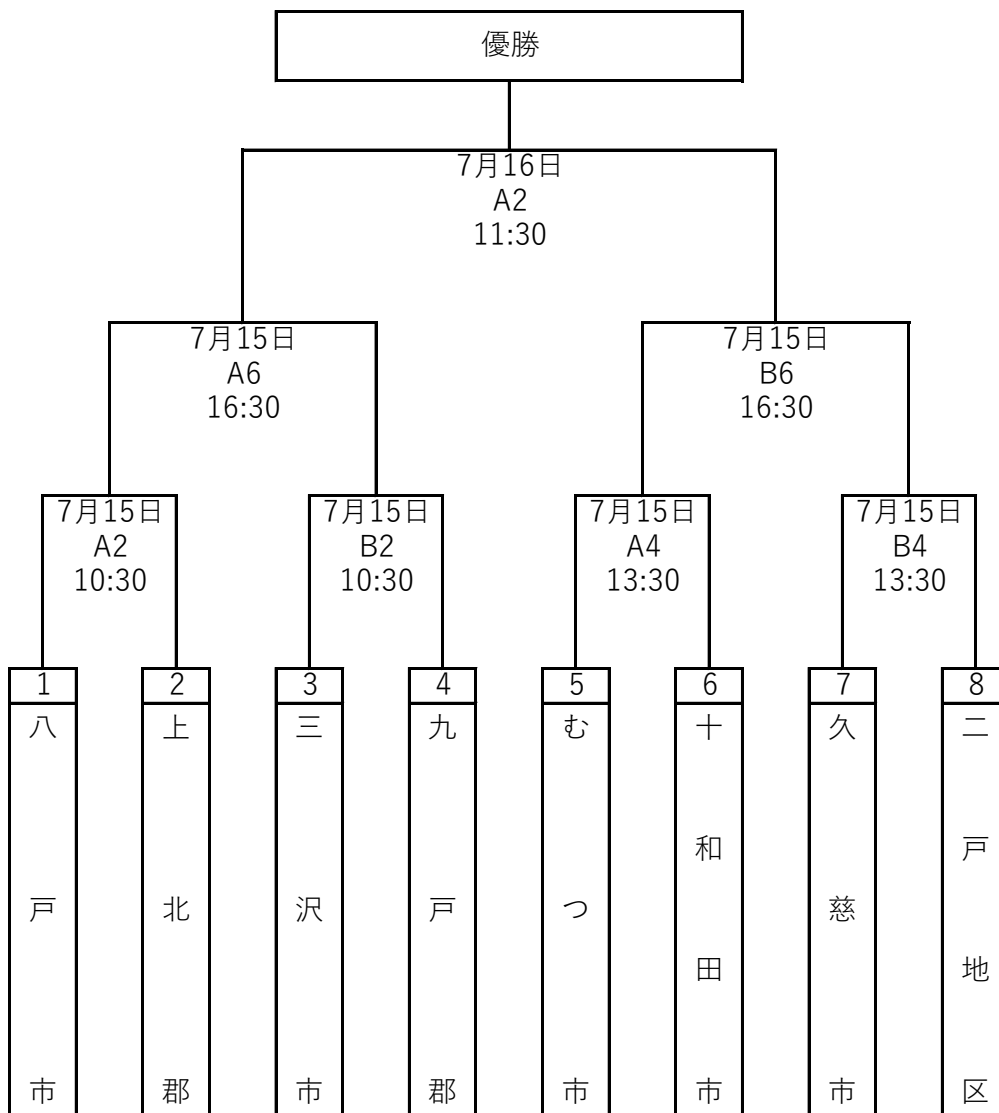 優勝
7月16日
A2
11:30
7月15日
A6
16:30
7月15日
B6
16:30
7月15日
A2
10:30
7月15日
B2
10:30
7月15日
A4
13:30
7月15日
B4
13:30
1
八戸市
2
上北郡
3
三沢市
4
九戸郡
5
むつ市
6
十和田市
7
久慈市
8
二戸地区